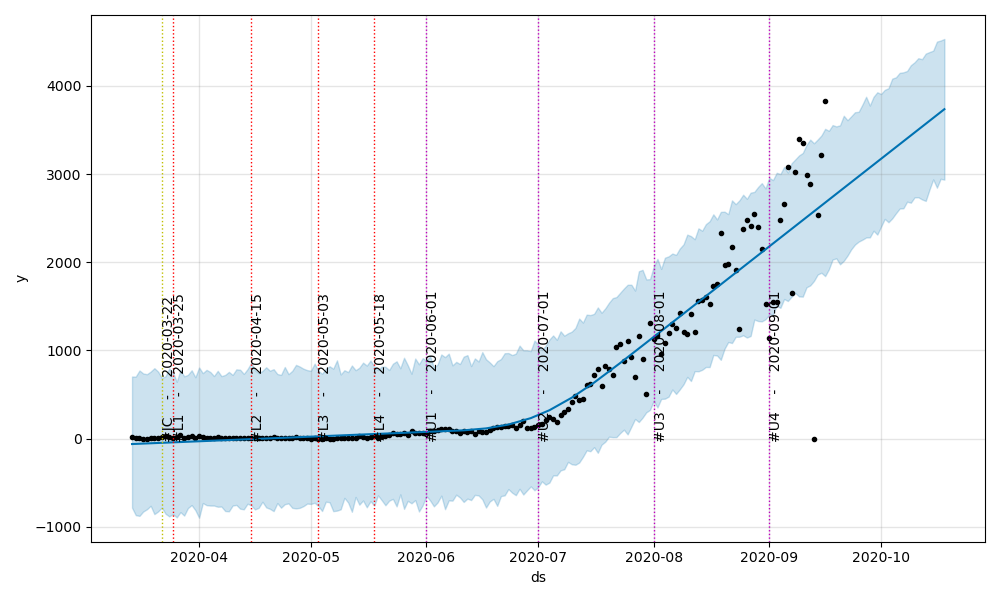 4000
3000
2000
1000
0
−1000
y
#JC - 2020-03-22
#L1 - 2020-03-25
#L2 - 2020-04-15
#L3 - 2020-05-03
#L4 - 2020-05-18
#U1 - 2020-06-01
#U2 - 2020-07-01
#U3 - 2020-08-01
#U4 - 2020-09-01
2020-04
2020-05
2020-06
2020-07
2020-08
2020-09
2020-10
ds